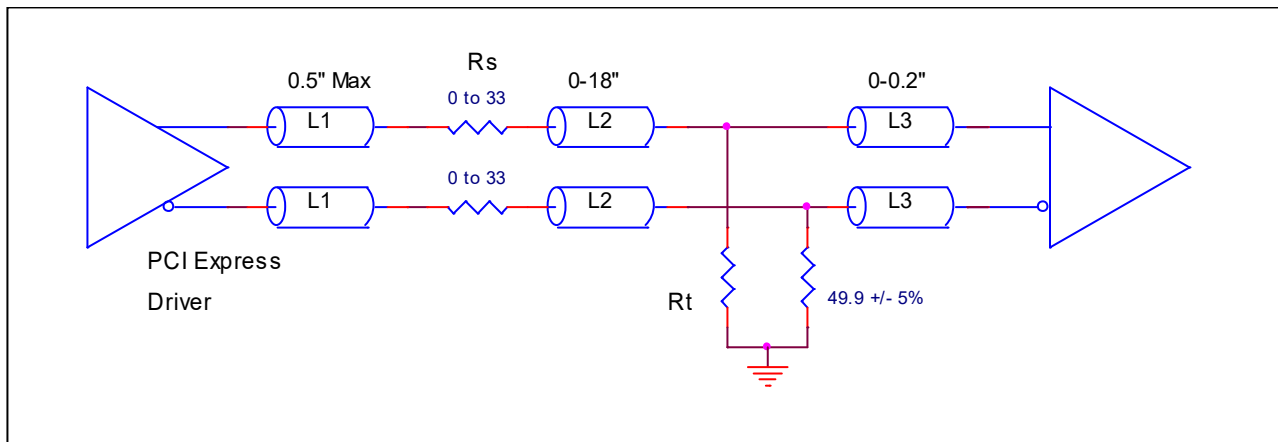 Rs
0.5" Max
0 to 33
0-18"
0-0.2"
L1
L2
L3
0 to 33
L1
L2
L3
PCI Express
Driver
Rt
49.9 +/- 5%